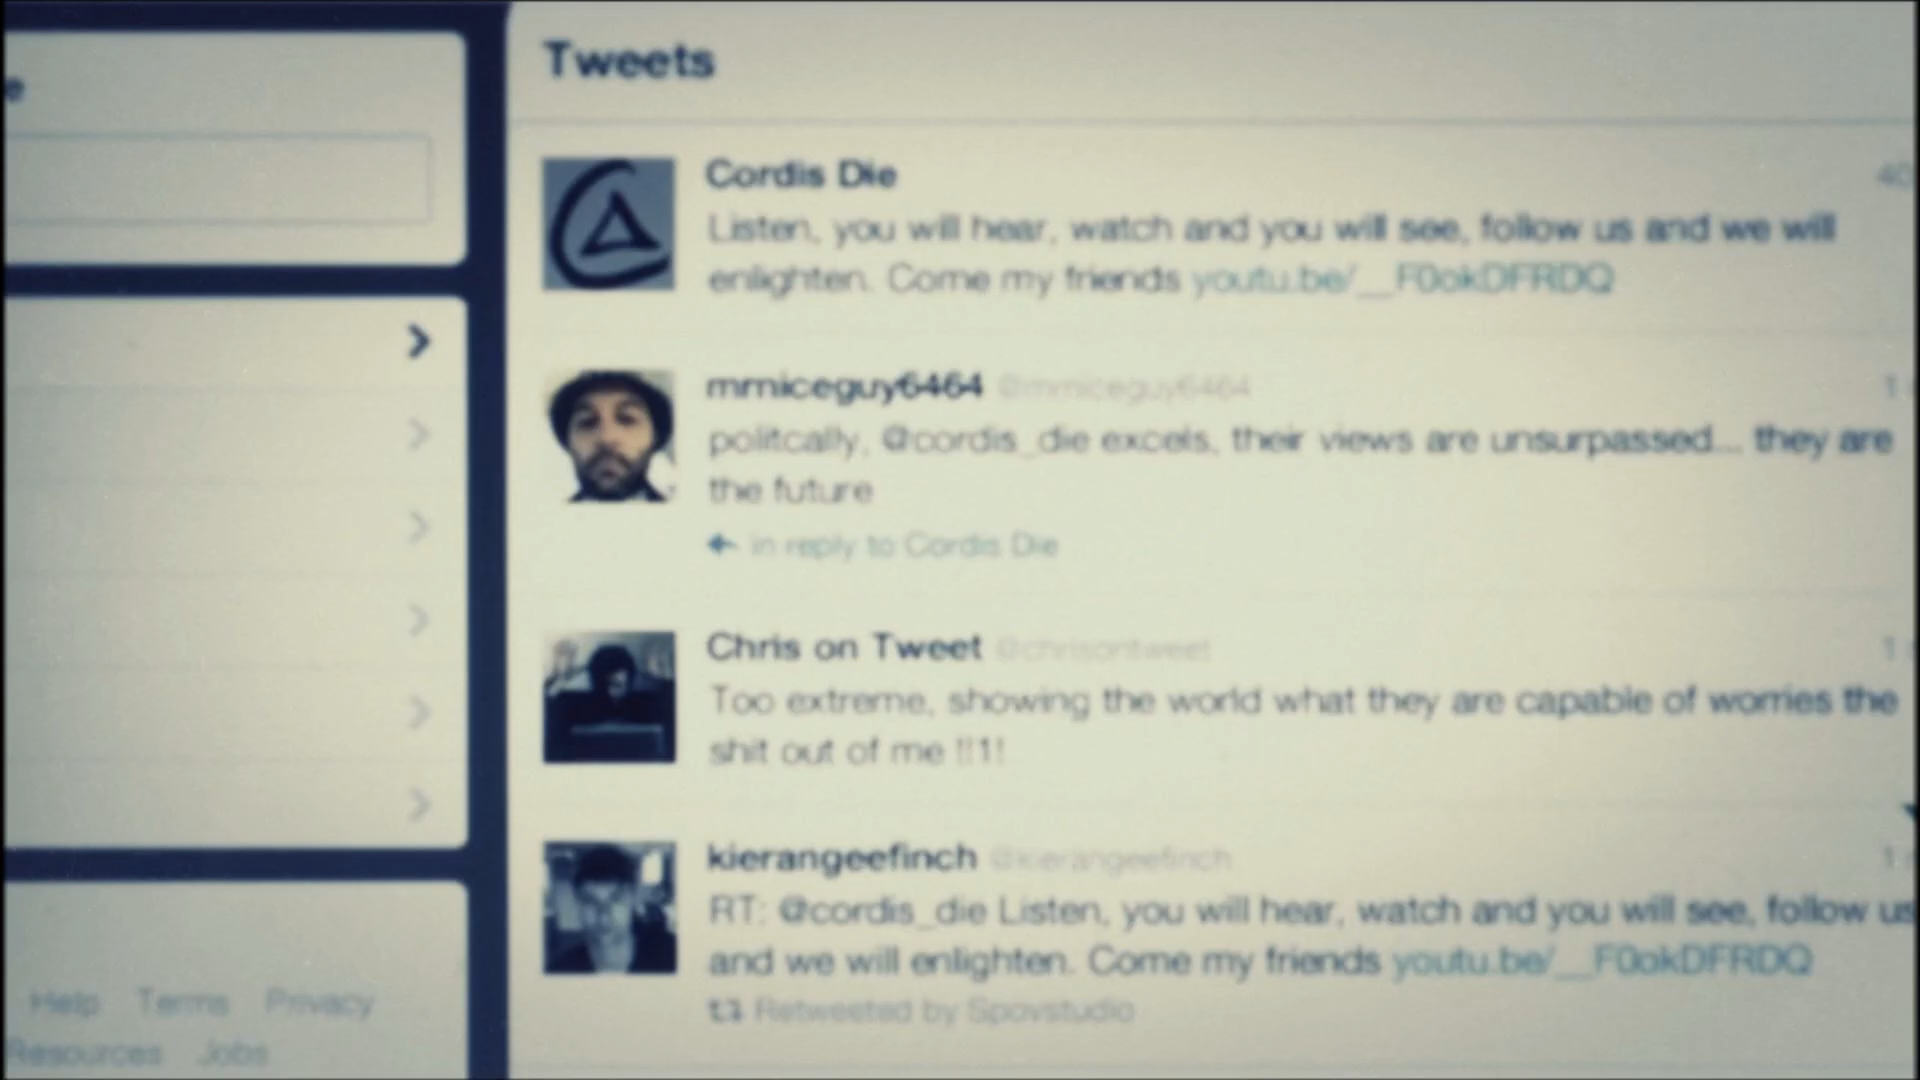 Tweets
Cordis Die
Listen, you will hear, watch and you will see, follow us and we will
enlighten. Come my friends youtu.be/__F0okDFRDQ
mrniceguy6464 @mrniceguy6464
politcally, @cordis_die excels, their views are unsurpassed... they are
the future
in reply to Cordis Die
Chris on Tweet @chrisontweet
Too extreme, showing the world what they are capable of worries the
shit out of me !!1!
kierangeefinch @kierangeefinch
RT: @cordis_die Listen, you will hear, watch and you will see, follow us
and we will enlighten. Come my friends youtu.be/__F0okDFRDQ
Retweeted by Spovstudio
Help Terms Privacy
Resources Jobs